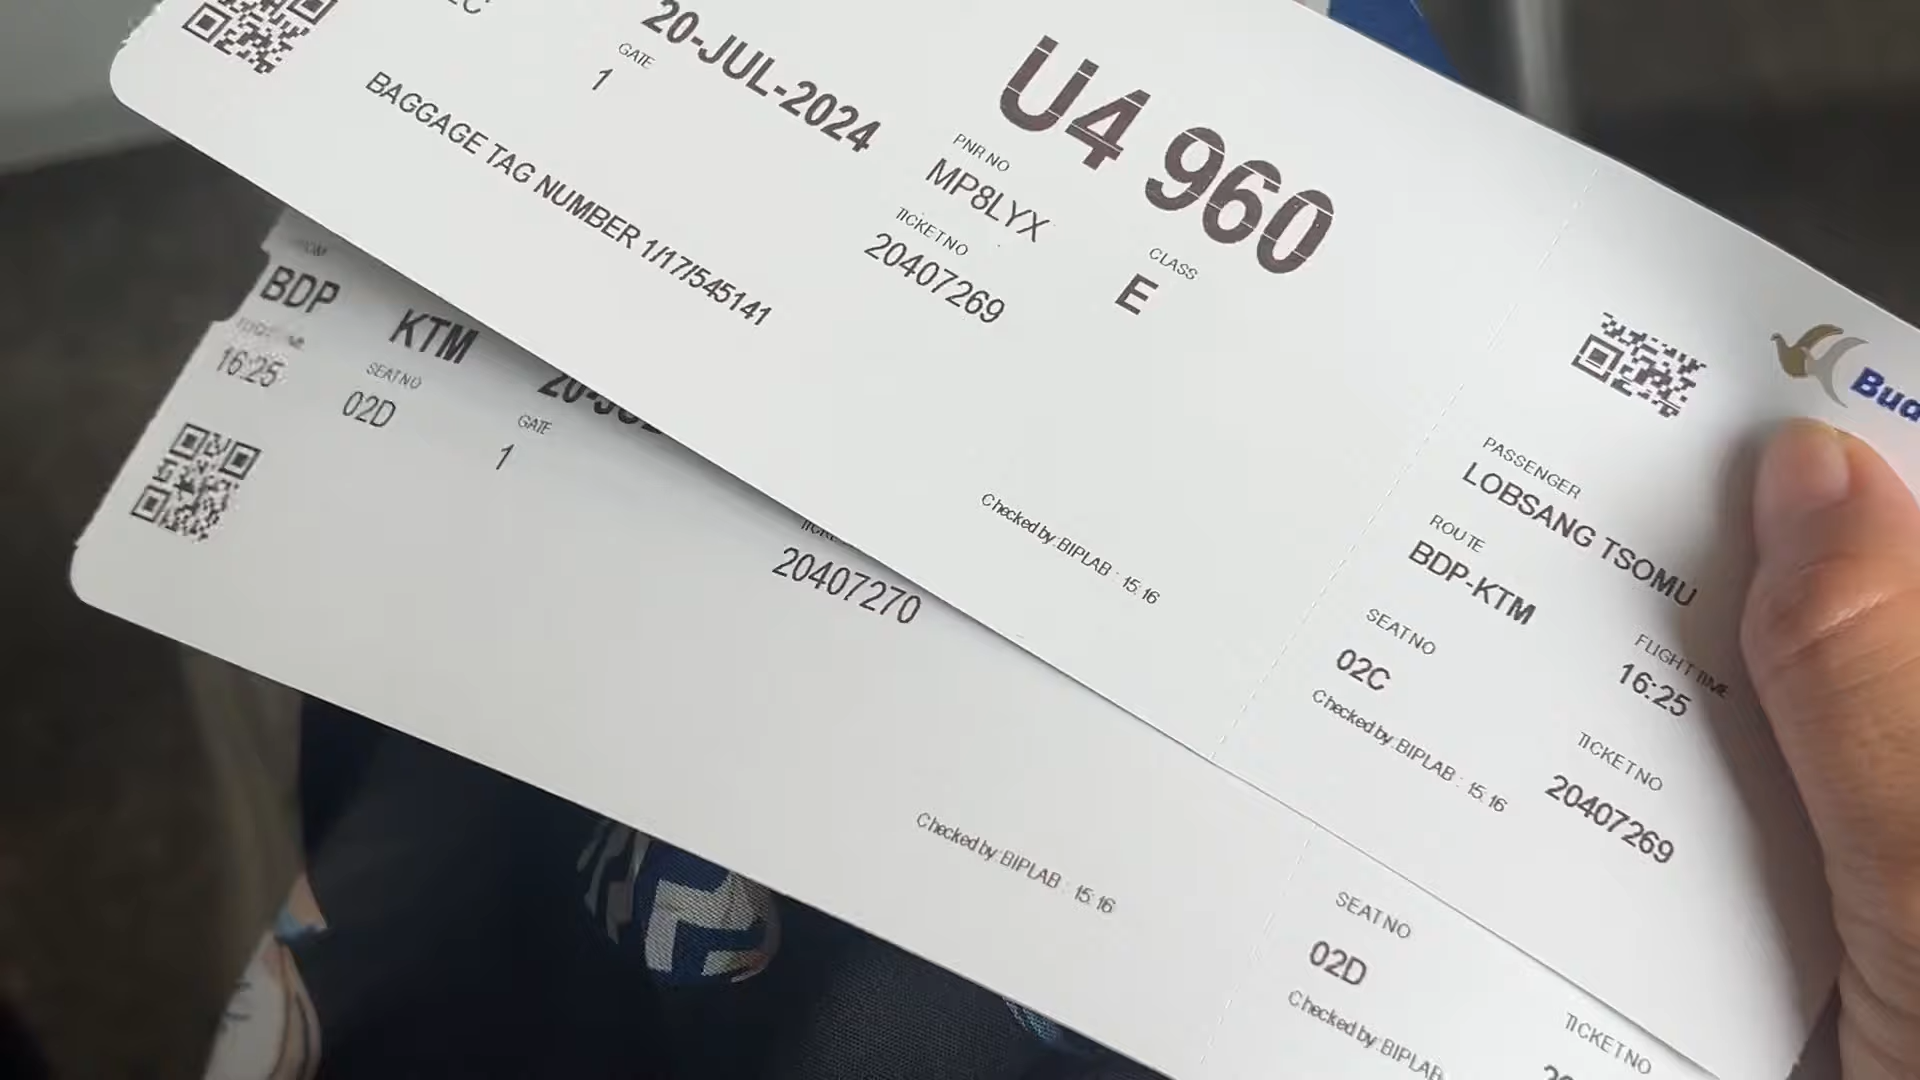 20-JUL-2024
GATE
1
BAGGAGE TAG NUMBER 1/17/545141
U4 960
PNR NO
MP8LYX
TICKET NO
20407269
CLASS
E
Checked by:BIPLAB : 15:16
PASSENGER
LOBSANG TSOMU
ROUTE
BDP-KTM
SEAT NO
02C
FLIGHT TIME
16:25
Checked by:BIPLAB : 15:16
TICKET NO
20407269
BDP
KTM
16:25
SEAT NO
02D
GATE
1
20407270
Checked by:BIPLAB : 15:16
SEAT NO
02D
Checked by:BIPLAB
TICKET NO